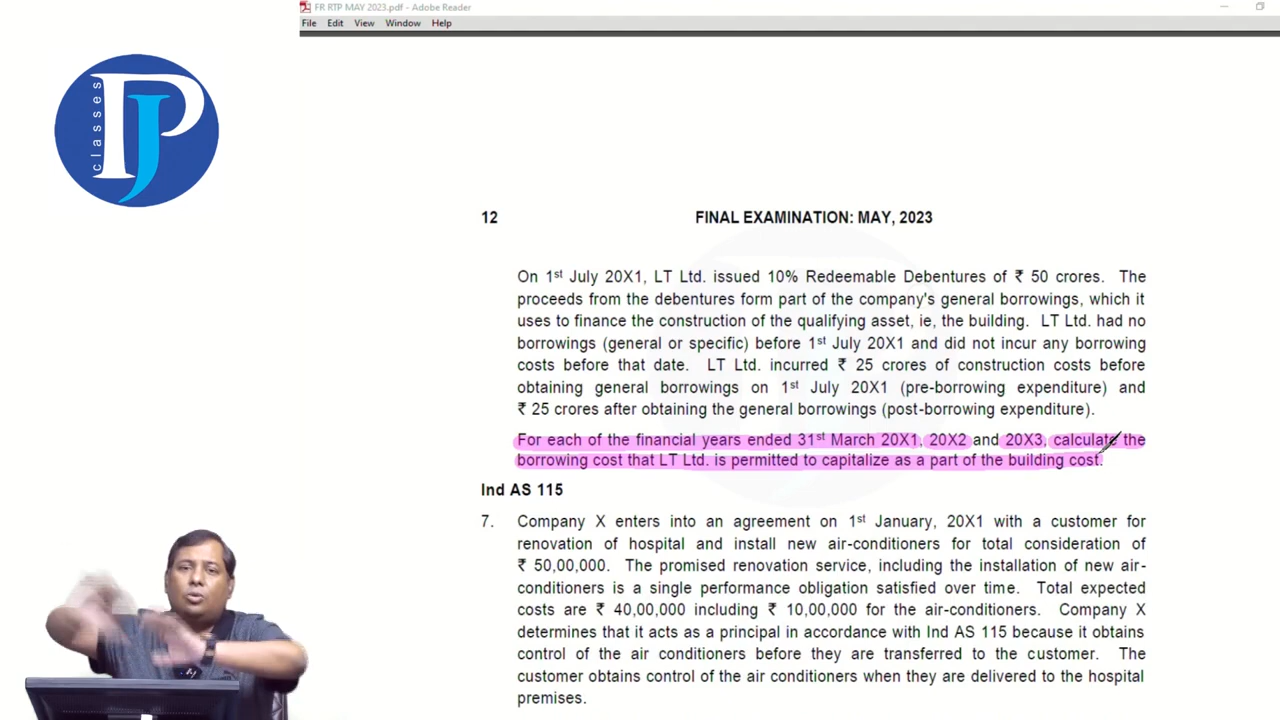 FR RTP MAY 2023.pdf - Adobe Reader
File Edit View Window Help
classes
PJ
12 FINAL EXAMINATION: MAY, 2023
On 1st July 20X1, LT Ltd. issued 10% Redeemable Debentures of ₹ 50 crores. The
proceeds from the debentures form part of the company's general borrowings, which it
uses to finance the construction of the qualifying asset, ie, the building. LT Ltd. had no
borrowings (general or specific) before 1st July 20X1 and did not incur any borrowing
costs before that date. LT Ltd. incurred ₹ 25 crores of construction costs before
obtaining general borrowings on 1st July 20X1 (pre-borrowing expenditure) and
₹ 25 crores after obtaining the general borrowings (post-borrowing expenditure).
For each of the financial years ended 31st March 20X1, 20X2 and 20X3, calculate the
borrowing cost that LT Ltd. is permitted to capitalize as a part of the building cost.
Ind AS 115
7. Company X enters into an agreement on 1st January, 20X1 with a customer for
renovation of hospital and install new air-conditioners for total consideration of
₹ 50,00,000. The promised renovation service, including the installation of new air-
conditioners is a single performance obligation satisfied over time. Total expected
costs are ₹ 40,00,000 including ₹ 10,00,000 for the air-conditioners. Company X
determines that it acts as a principal in accordance with Ind AS 115 because it obtains
control of the air conditioners before they are transferred to the customer. The
customer obtains control of the air conditioners when they are delivered to the hospital
premises.